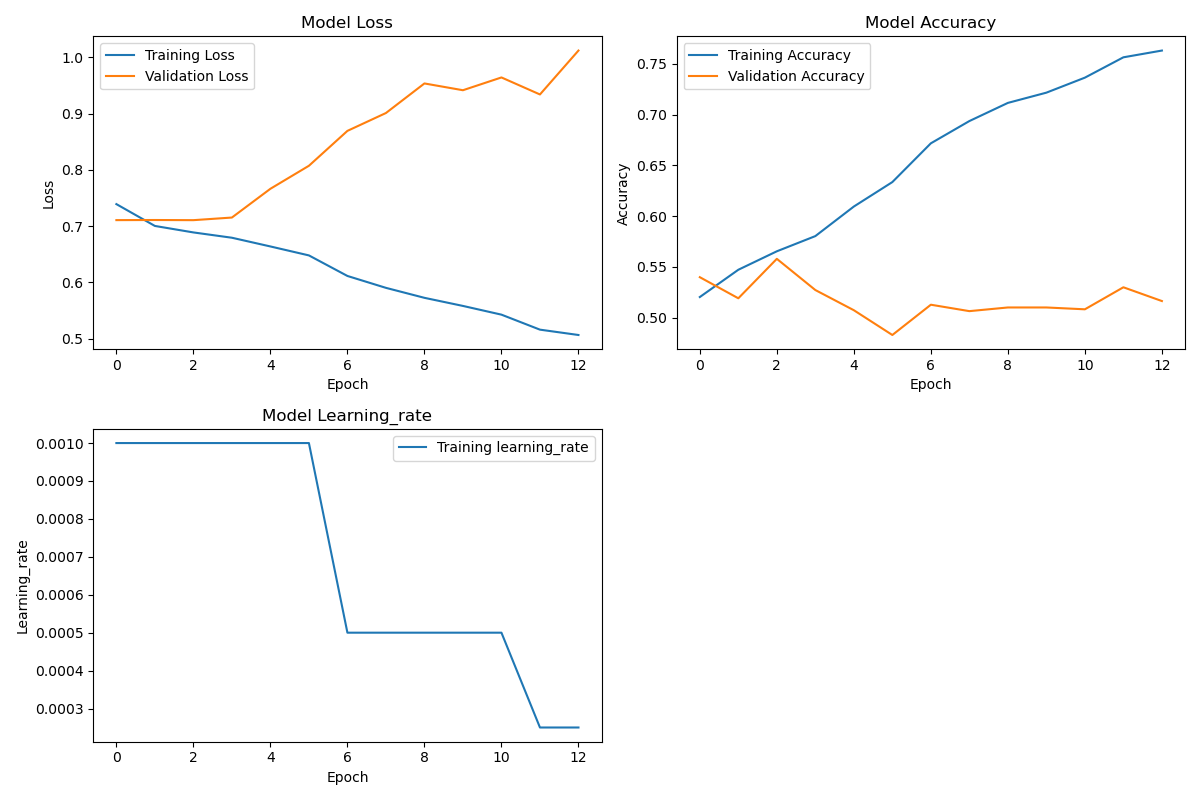 Model Loss
Training Loss
Validation Loss
1.0
0.9
0.8
0.7
0.6
0.5
Loss
0 2 4 6 8 10 12
Epoch
Model Accuracy
Training Accuracy
Validation Accuracy
0.75
0.70
0.65
0.60
0.55
0.50
Accuracy
0 2 4 6 8 10 12
Epoch
Model Learning_rate
Training learning_rate
0.0010
0.0009
0.0008
0.0007
0.0006
0.0005
0.0004
0.0003
Learning_rate
0 2 4 6 8 10 12
Epoch